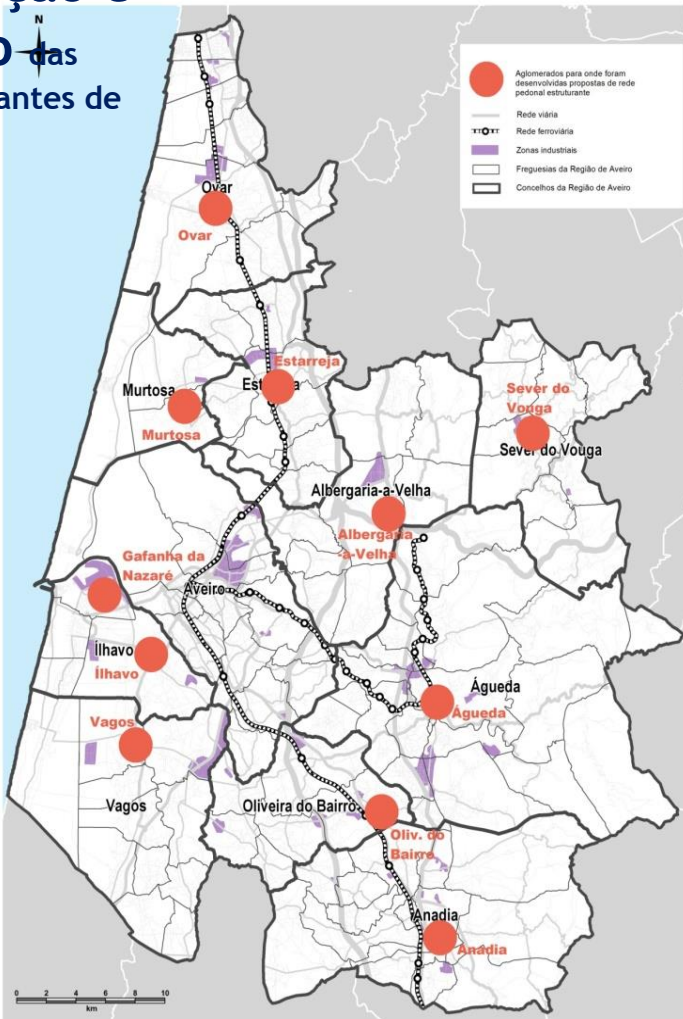 das
antes de
N
Aglomerados para onde foram
desenvolvidas propostas de rede
pedonal estruturante
Rede viária
Rede ferroviária
Zonas industriais
Freguesias da Região de Aveiro
Concelhos da Região de Aveiro
Ovar
Ovar
Estarreja
Murtosa
Murtosa
Sever do
Vonga
Sever do Vouga
Albergaria-a-Velha
Albergaria
-a-Velha
Gafanha da
Nazaré
Aveiro
Ílhavo
Ílhavo
Águeda
Águeda
Vagos
Vagos
Oliveira do Bairro
Oliv. do
Bairro
Anadia
Anadia
0 2 4 6 8 10
km